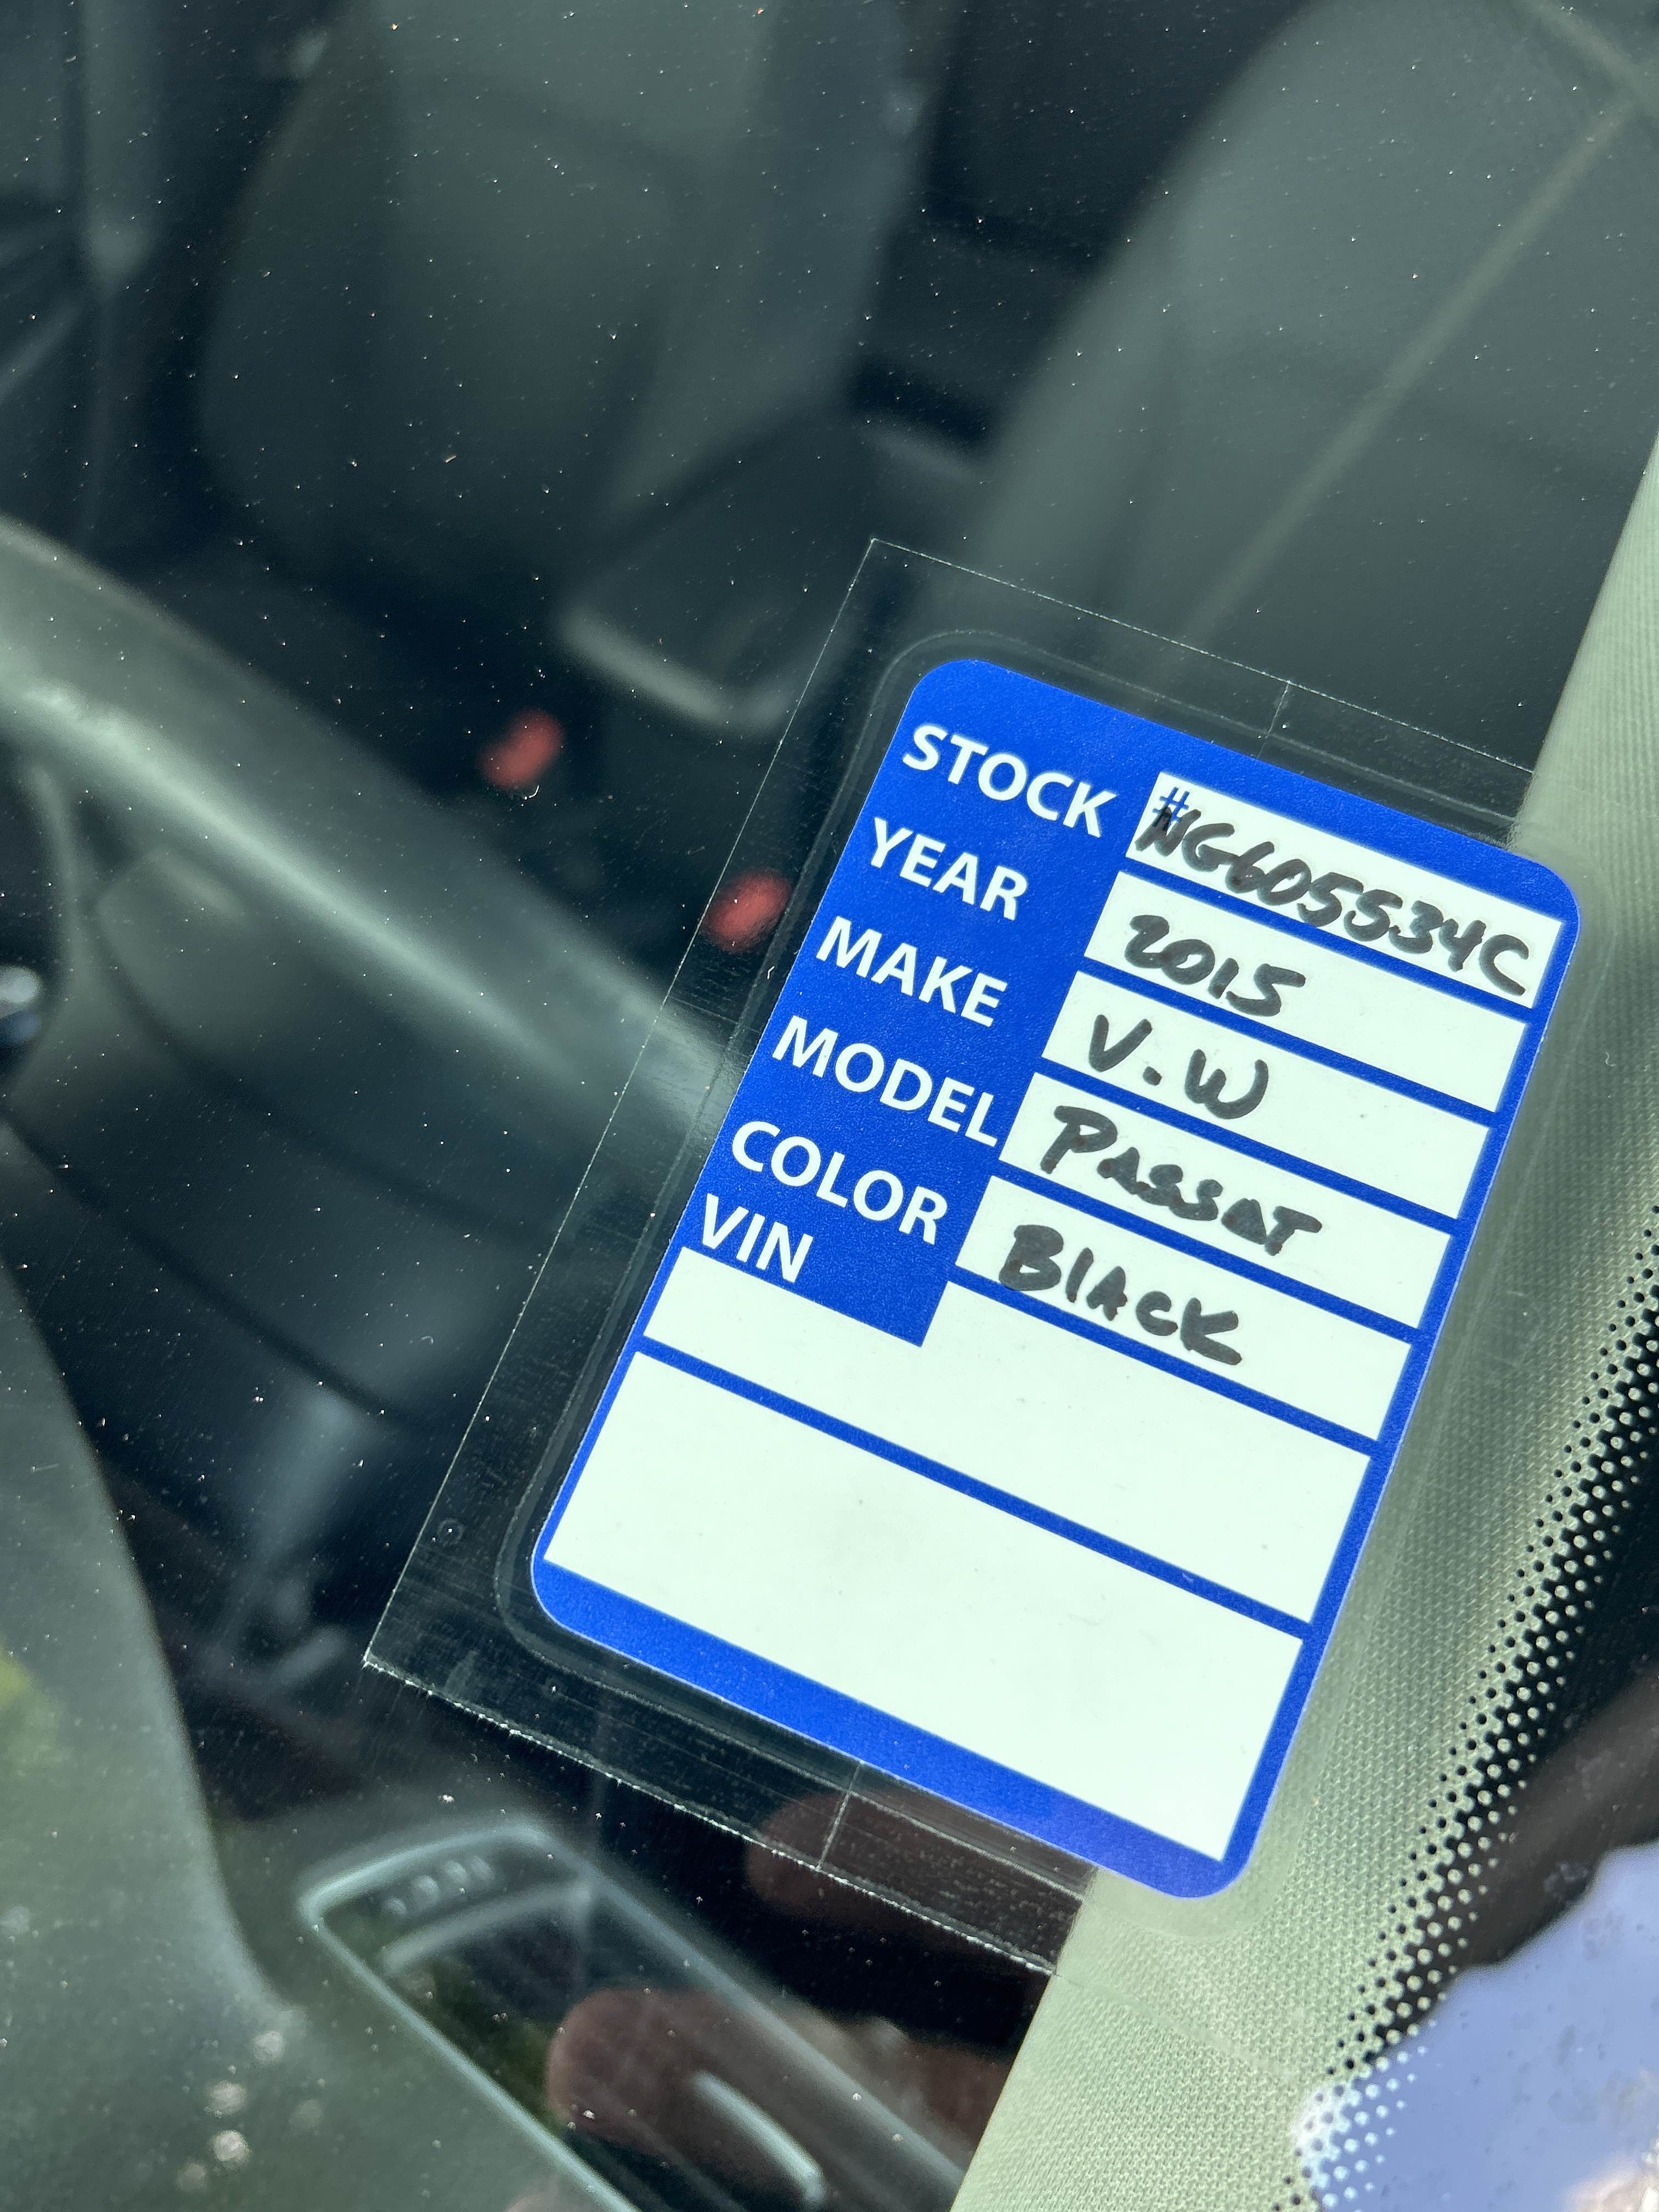 STOCK #NG605534C
YEAR 2015
MAKE V.W
MODEL PASSAT
COLOR BlACK
VIN